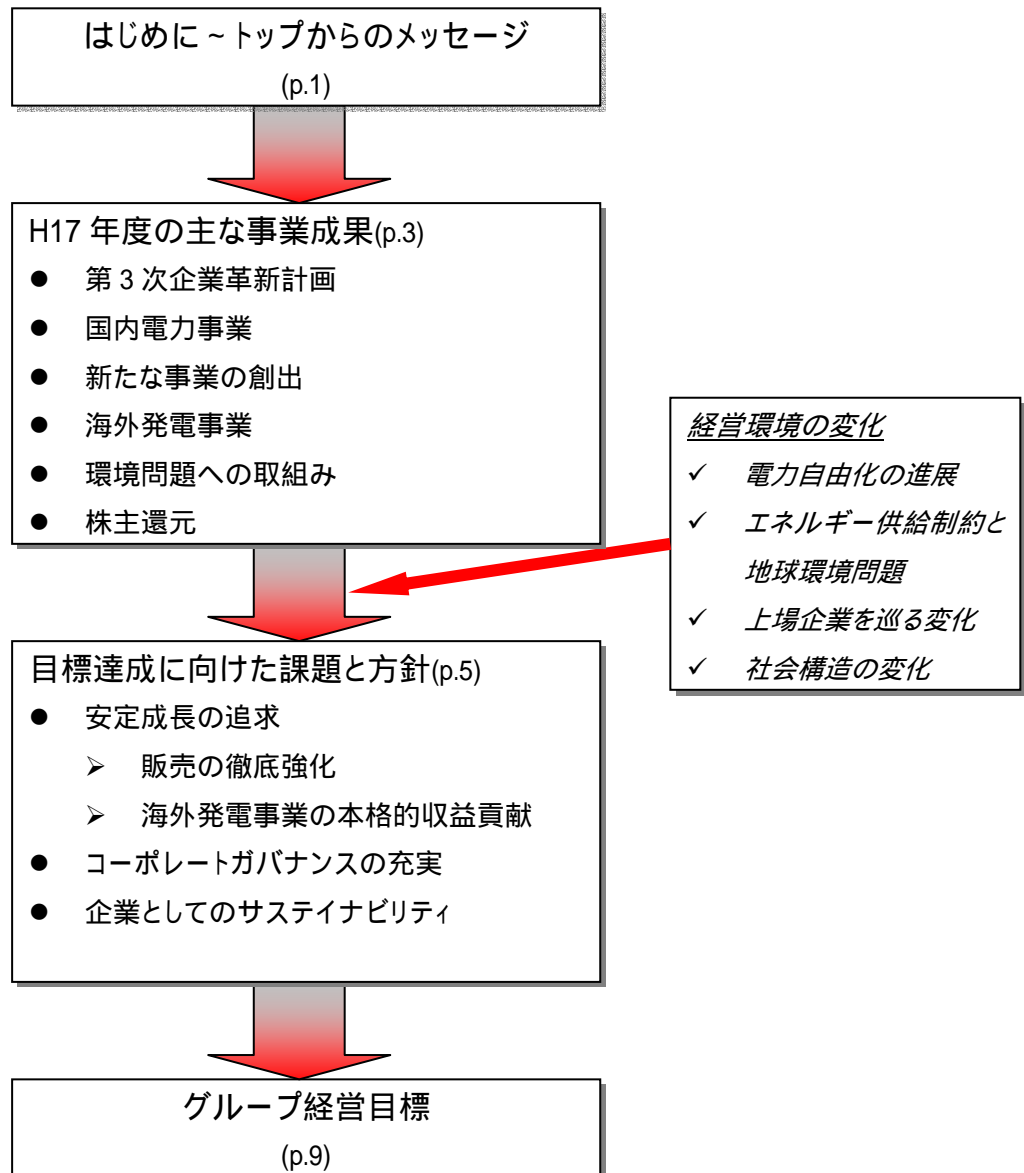 はじめに ~ トップからのメッセージ
(p.1)
H17 年度の主な事業成果(p.3)
● 第 3 次企業革新計画
● 国内電力事業
● 新たな事業の創出
● 海外発電事業
● 環境問題への取組み
● 株主還元
経営環境の変化
✓ 電力自由化の進展
✓ エネルギー供給制約と
地球環境問題
✓ 上場企業を巡る変化
✓ 社会構造の変化
目標達成に向けた課題と方針(p.5)
● 安定成長の追求
➢ 販売の徹底強化
➢ 海外発電事業の本格的収益貢献
● コーポレートガバナンスの充実
● 企業としてのサステイナビリティ
グループ経営目標
(p.9)